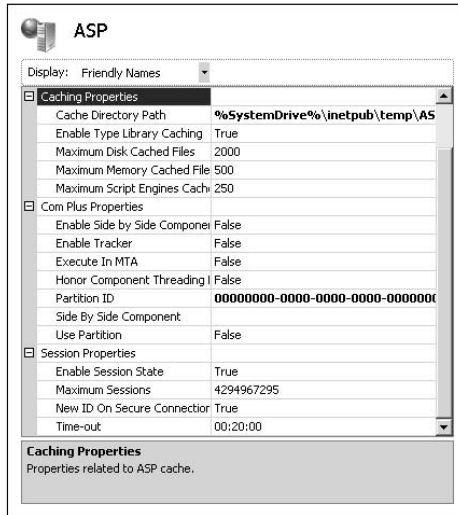 ASP
Display: Friendly Names
Caching Properties
Cache Directory Path %SystemDrive%\inetpub\temp\AS
Enable Type Library Caching True
Maximum Disk Cached Files 2000
Maximum Memory Cached File 500
Maximum Script Engines Cach 250
Com Plus Properties
Enable Side by Side Componer False
Enable Tracker False
Execute In MTA False
Honor Component Threading False
Partition ID 00000000-0000-0000-0000-0000000
Side By Side Component
Use Partition False
Session Properties
Enable Session State True
Maximum Sessions 4294967295
New ID On Secure Connection True
Time-out 00:20:00
Caching Properties
Properties related to ASP cache.